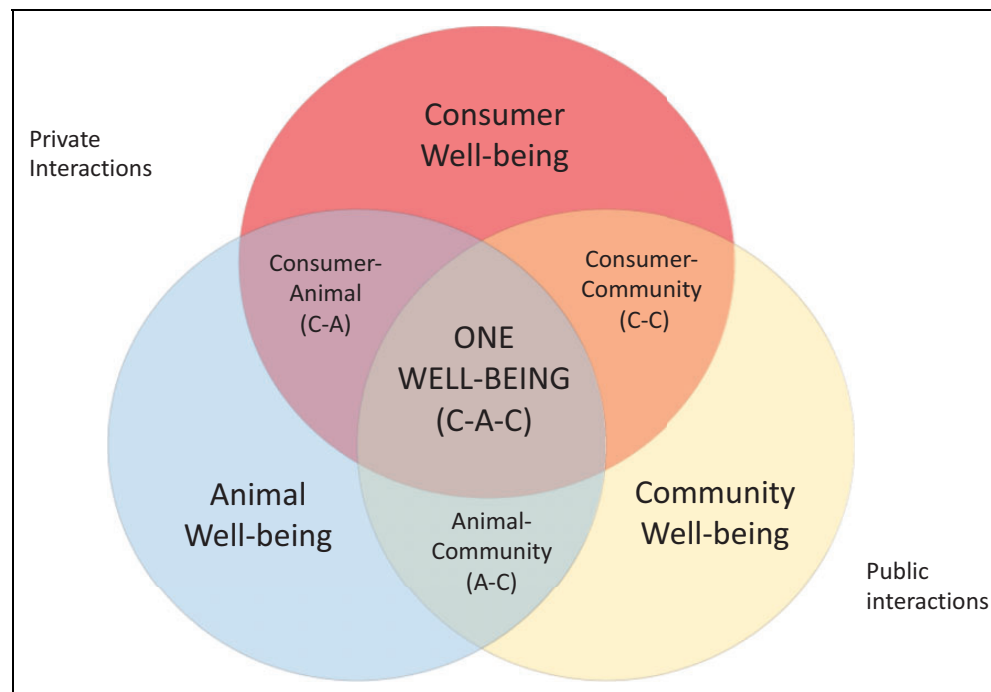 Consumer
Well-being
Private
Interactions
Consumer-
Animal
(C-A)
Consumer-
Community
(C-C)
ONE
WELL-BEING
(C-A-C)
Animal
Well-being
Community
Well-being
Animal-
Community
(A-C)
Public
interactions